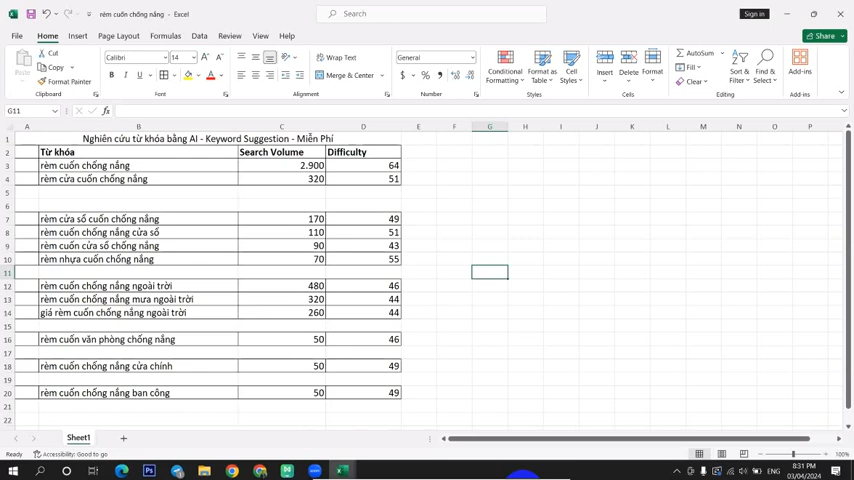 rèm cuốn chống nắng - Excel
Search
Sign in
File Home Insert Page Layout Formulas Data Review View Help
Share
Paste
Cut
Copy
Format Painter
Clipboard
Calibri 14
B I U
Font
Wrap Text
Merge & Center
Alignment
General
$ % ,
Number
Conditional Formatting
Format as Table
Cell Styles
Styles
Insert Delete Format
Cells
AutoSum
Fill
Clear
Sort & Filter
Find & Select
Editing
Add-ins
Add-ins
G11 fx
A B C D E F G H I J K L M N O P
1 Nghiên cứu từ khóa bằng AI - Keyword Suggestion - Miễn Phí
2 Từ khóa Search Volume Difficulty
3 rèm cuốn chống nắng 2.900 64
4 rèm cửa cuốn chống nắng 320 51
5
6
7 rèm cửa sổ cuốn chống nắng 170 49
8 rèm cuốn chống nắng cửa sổ 110 51
9 rèm cuốn cửa sổ chống nắng 90 43
10 rèm nhựa cuốn chống nắng 70 55
11
12 rèm cuốn chống nắng ngoài trời 480 46
13 rèm cuốn chống nắng mưa ngoài trời 320 44
14 giá rèm cuốn chống nắng ngoài trời 260 44
15
16 rèm cuốn văn phòng chống nắng 50 46
17
18 rèm cuốn chống nắng cửa chính 50 49
19
20 rèm cuốn chống nắng ban công 50 49
21
22
Sheet1
Ready
Accessibility: Good to go
100%
ENG
8:31 PM
03/04/2024